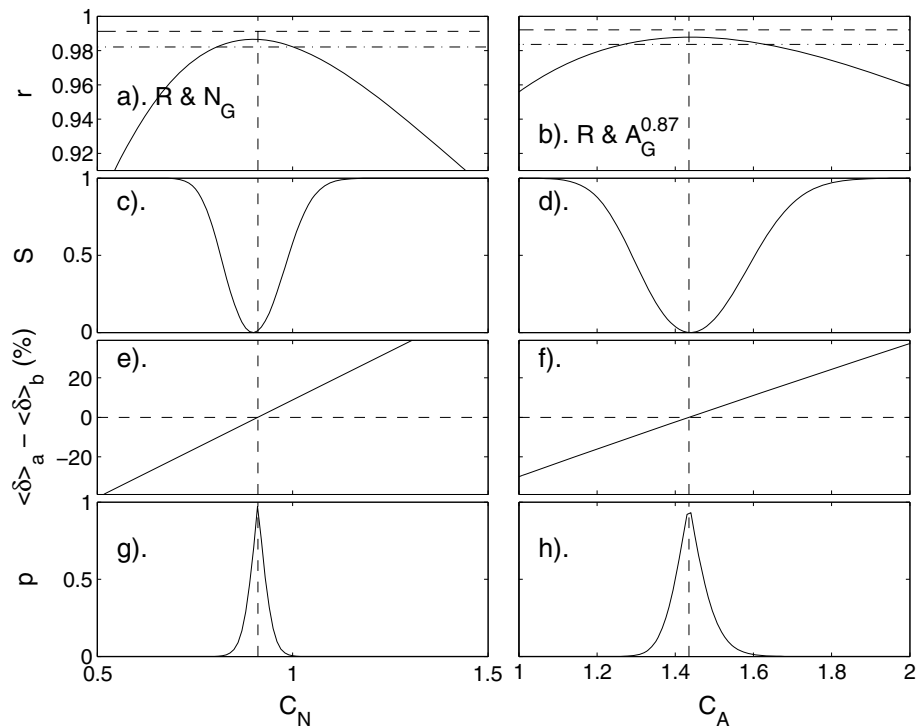 1
0.98
0.96
0.94
0.92
r
a). R & N_G
b). R & A_G^0.87
1
0.5
0
S
c).
d).
20
0
−20
<δ>_a − <δ>_b (%)
e).
f).
1
0.5
0
p
g).
h).
0.5 1 1.5
1 1.2 1.4 1.6 1.8 2
C_N
C_A